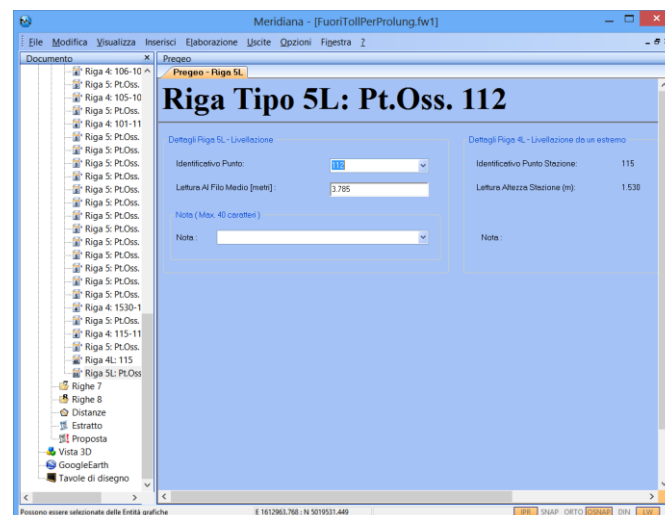 Meridiana - [FuoriTollPerProlung.fw1]
File Modifica Visualizza Inserisci Elaborazione Uscite Opzioni Finestra ?
Documento
Riga 4: 106-10
Riga 5: Pt.Oss.
Riga 4: 105-10
Riga 5: Pt.Oss.
Riga 4: 101-11
Riga 5: Pt.Oss.
Riga 5: Pt.Oss.
Riga 5: Pt.Oss.
Riga 5: Pt.Oss.
Riga 5: Pt.Oss.
Riga 5: Pt.Oss.
Riga 5: Pt.Oss.
Riga 5: Pt.Oss.
Riga 5: Pt.Oss.
Riga 5: Pt.Oss.
Riga 5: Pt.Oss.
Riga 5: Pt.Oss.
Riga 5: Pt.Oss.
Riga 4: 1530-1
Riga 5: Pt.Oss.
Riga 4: 115-11
Riga 5: Pt.Oss.
Riga 4L: 115
Riga 5L: Pt.Oss
Righe 7
Righe 8
Distanze
Estratto
Proposta
Vista 3D
GoogleEarth
Tavole di disegno
Pregeo
Pregeo - Riga 5L
Riga Tipo 5L: Pt.Oss. 112
Dettagli Riga 5L - Livellazione
Identificativo Punto: 112
Lettura Al Filo Medio [metri] : 3.785
Nota ( Max. 40 caratteri )
Nota :
Dettagli Riga 4L - Livellazione da un estremo
Identificativo Punto Stazione: 115
Lettura Altezza Stazione (m): 1.530
Nota :
Possono essere selezionate delle Entità grafiche E 1612963.768 : N 5019531.449 IPR SNAP ORTO OSNAP DIN LW